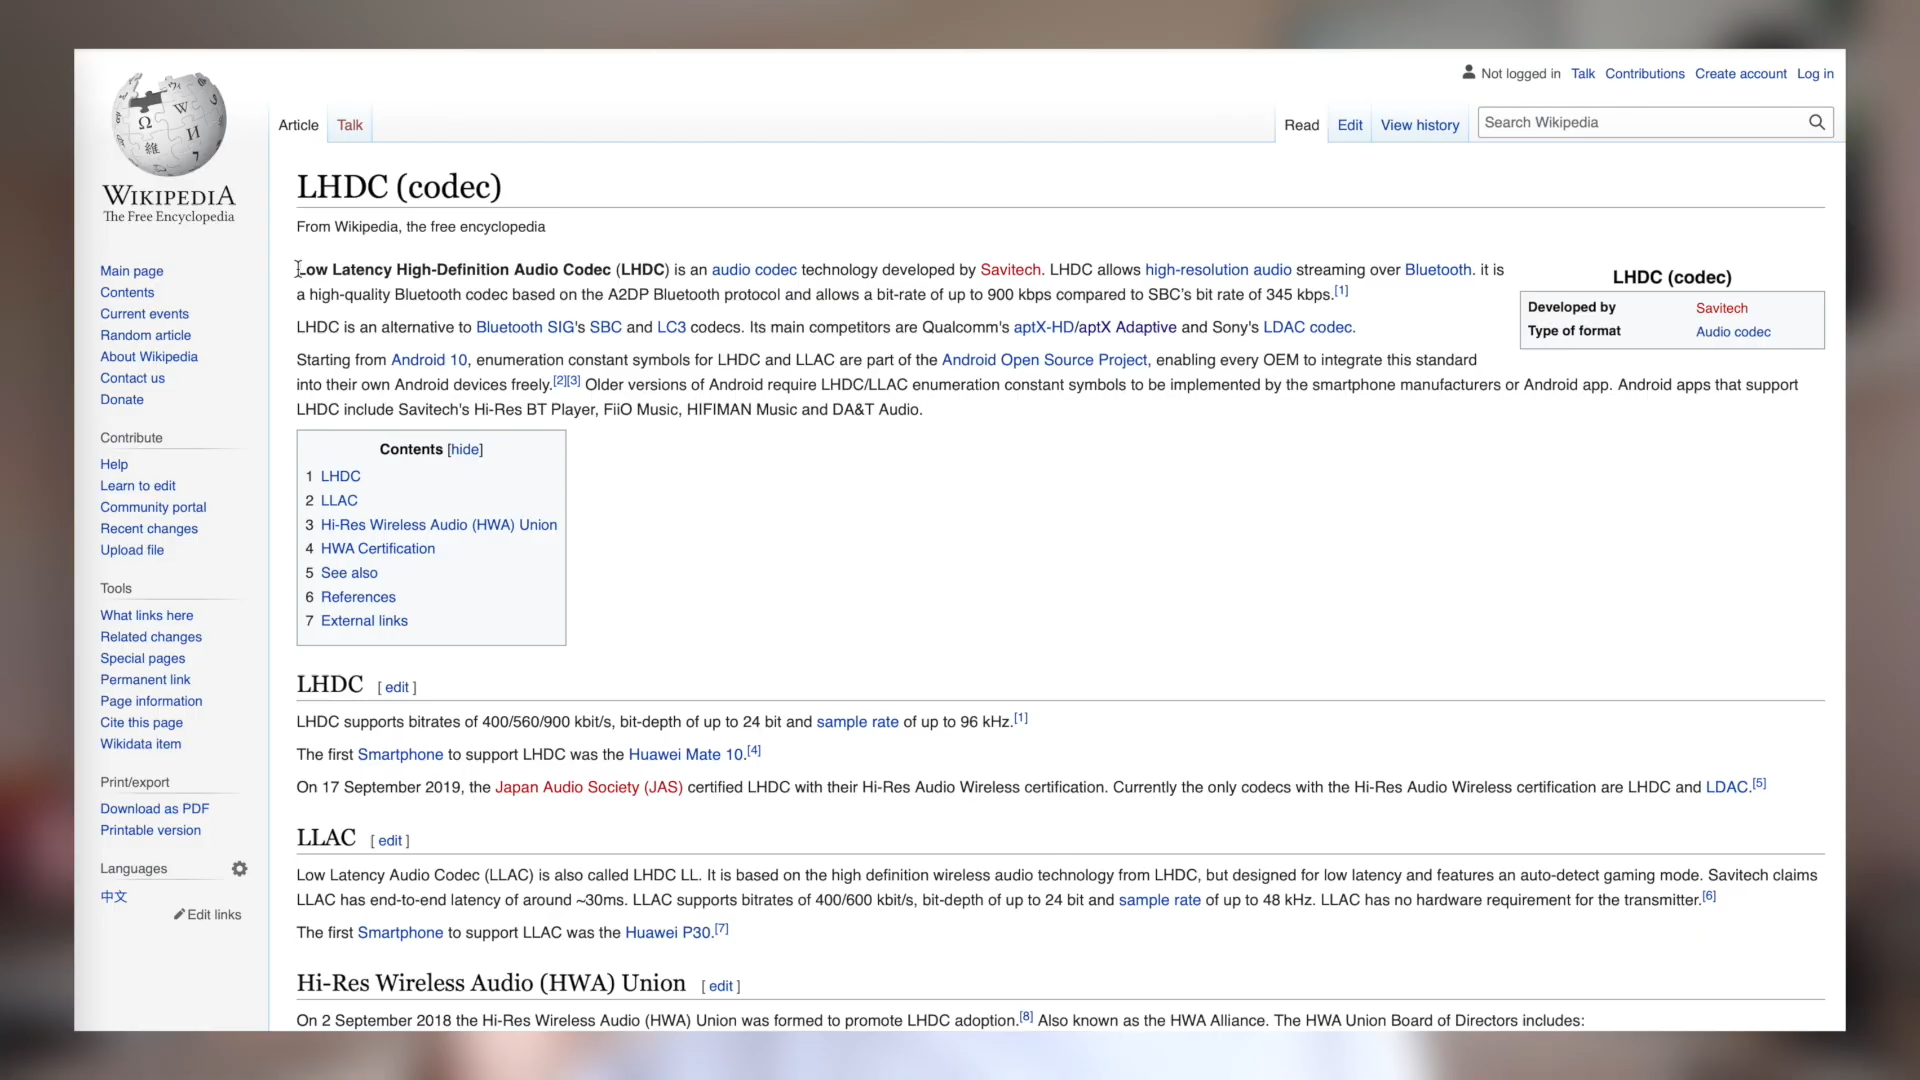 Not logged in Talk Contributions Create account Log in
Article Talk Read Edit View history Search Wikipedia
WIKIPEDIA
The Free Encyclopedia
Main page
Contents
Current events
Random article
About Wikipedia
Contact us
Donate
Contribute
Help
Learn to edit
Community portal
Recent changes
Upload file
Tools
What links here
Related changes
Special pages
Permanent link
Page information
Cite this page
Wikidata item
Print/export
Download as PDF
Printable version
Languages
中文
Edit links
LHDC (codec)
From Wikipedia, the free encyclopedia
Low Latency High-Definition Audio Codec (LHDC) is an audio codec technology developed by Savitech. LHDC allows high-resolution audio streaming over Bluetooth. it is
a high-quality Bluetooth codec based on the A2DP Bluetooth protocol and allows a bit-rate of up to 900 kbps compared to SBC's bit rate of 345 kbps.[1]
LHDC is an alternative to Bluetooth SIG's SBC and LC3 codecs. Its main competitors are Qualcomm's aptX-HD/aptX Adaptive and Sony's LDAC codec.
Starting from Android 10, enumeration constant symbols for LHDC and LLAC are part of the Android Open Source Project, enabling every OEM to integrate this standard
into their own Android devices freely.[2][3] Older versions of Android require LHDC/LLAC enumeration constant symbols to be implemented by the smartphone manufacturers or Android app. Android apps that support
LHDC include Savitech's Hi-Res BT Player, FiiO Music, HIFIMAN Music and DA&T Audio.
LHDC (codec)
Developed by Savitech
Type of format Audio codec
Contents [hide]
1 LHDC
2 LLAC
3 Hi-Res Wireless Audio (HWA) Union
4 HWA Certification
5 See also
6 References
7 External links
LHDC [ edit ]
LHDC supports bitrates of 400/560/900 kbit/s, bit-depth of up to 24 bit and sample rate of up to 96 kHz.[1]
The first Smartphone to support LHDC was the Huawei Mate 10.[4]
On 17 September 2019, the Japan Audio Society (JAS) certified LHDC with their Hi-Res Audio Wireless certification. Currently the only codecs with the Hi-Res Audio Wireless certification are LHDC and LDAC.[5]
LLAC [ edit ]
Low Latency Audio Codec (LLAC) is also called LHDC LL. It is based on the high definition wireless audio technology from LHDC, but designed for low latency and features an auto-detect gaming mode. Savitech claims
LLAC has end-to-end latency of around ~30ms. LLAC supports bitrates of 400/600 kbit/s, bit-depth of up to 24 bit and sample rate of up to 48 kHz. LLAC has no hardware requirement for the transmitter.[6]
The first Smartphone to support LLAC was the Huawei P30.[7]
Hi-Res Wireless Audio (HWA) Union [ edit ]
On 2 September 2018 the Hi-Res Wireless Audio (HWA) Union was formed to promote LHDC adoption.[8] Also known as the HWA Alliance. The HWA Union Board of Directors includes: